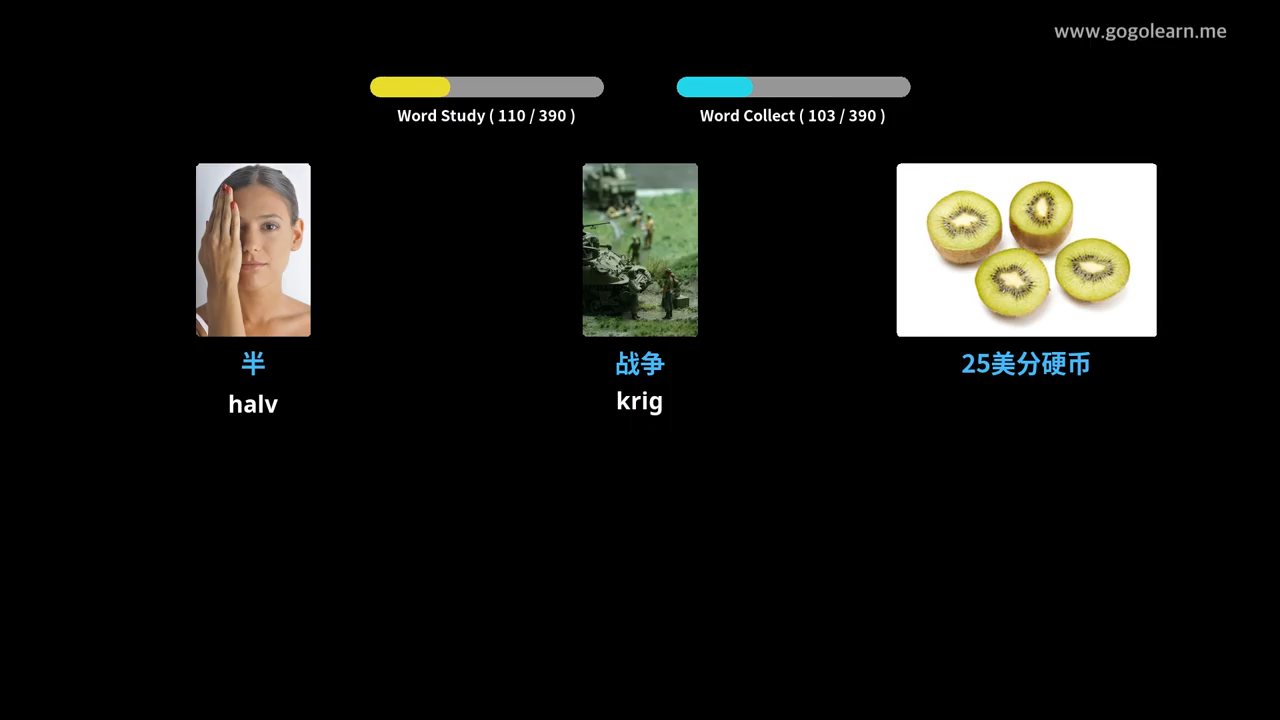 www.gogolearn.me
Word Study ( 110 / 390 )
Word Collect ( 103 / 390 )
半
halv
战争
krig
25美分硬币